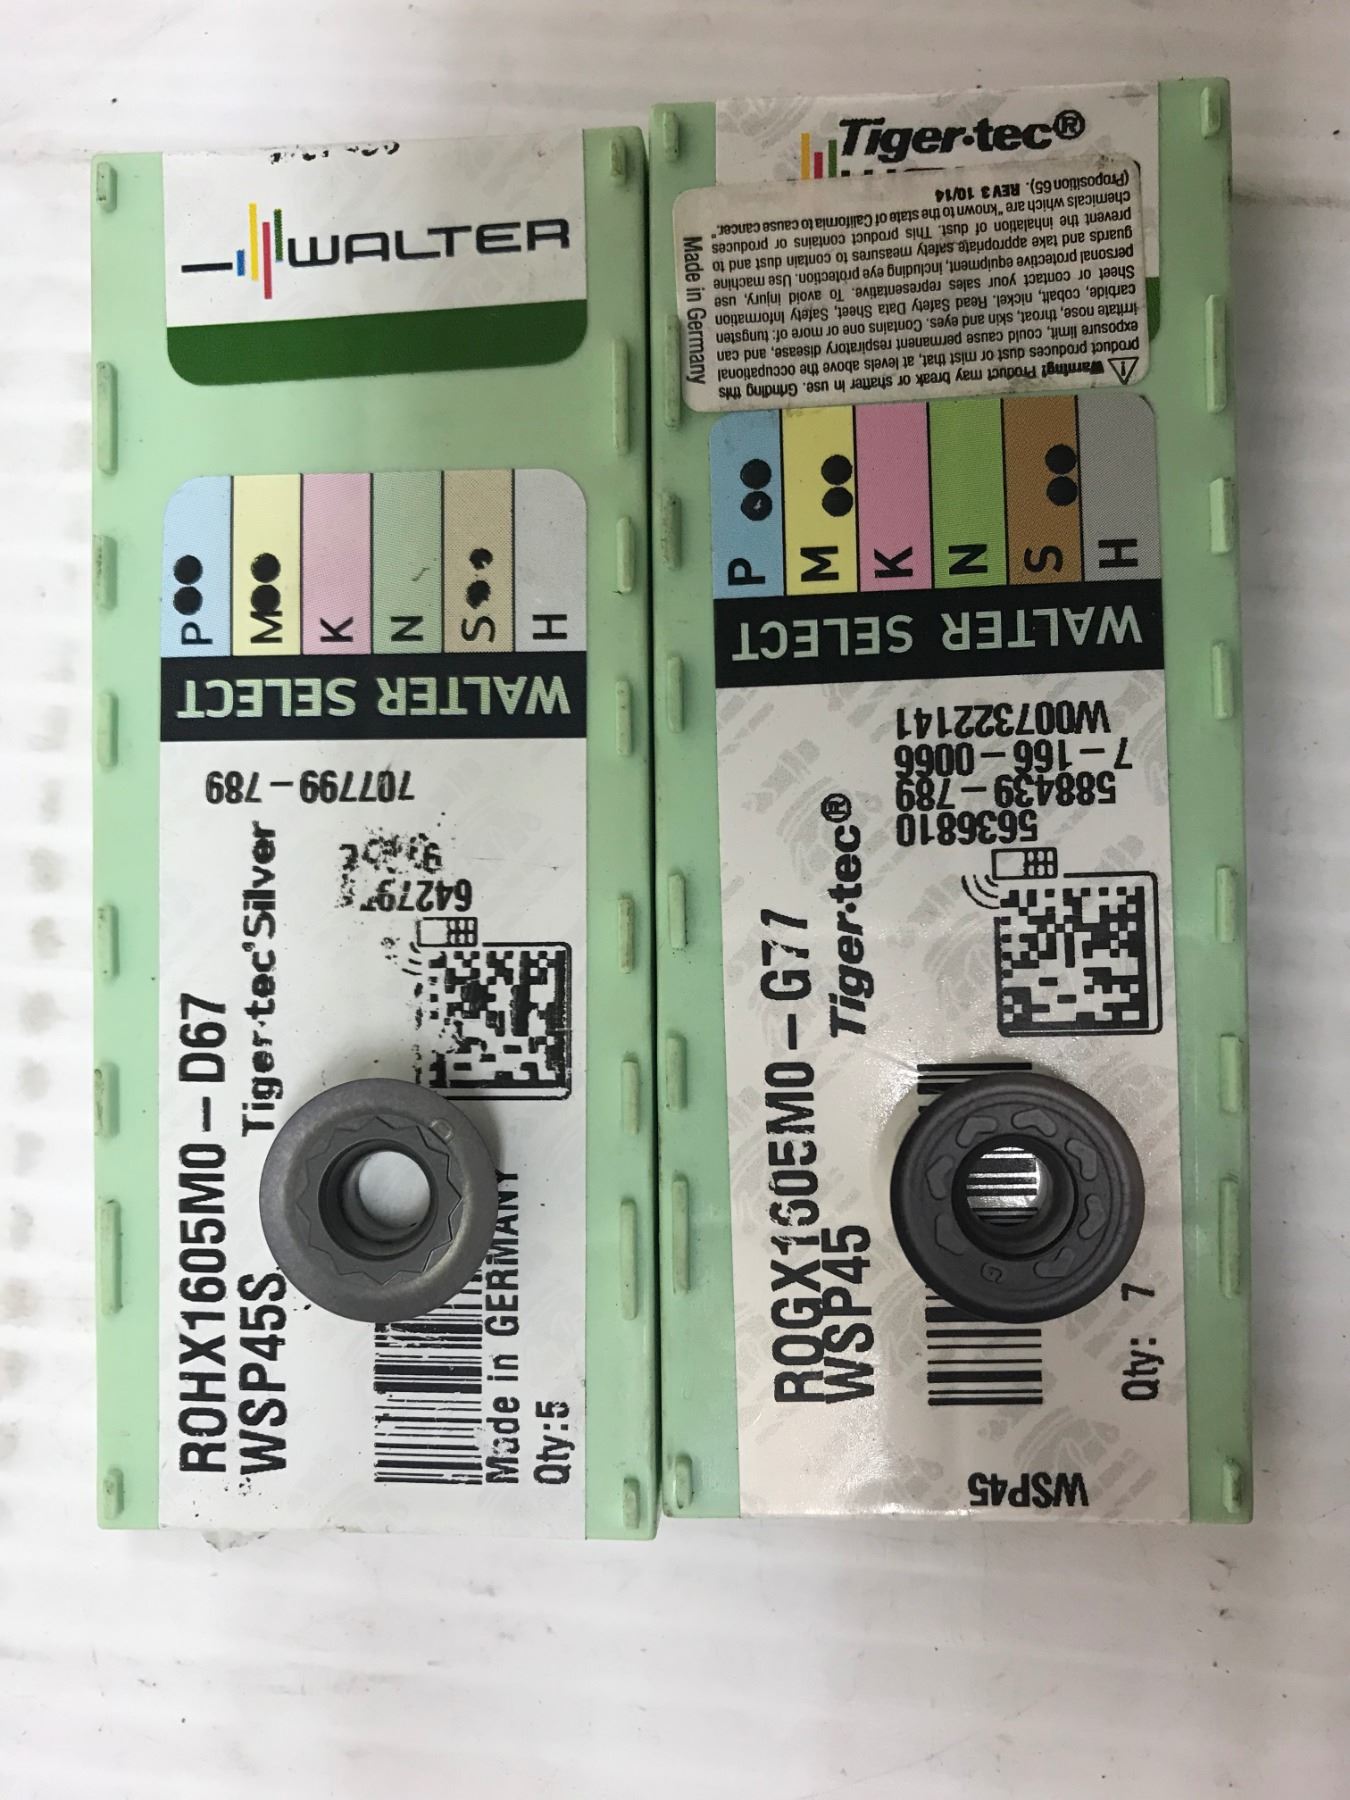 WALTER
P
M
K
N
S
H
WALTER SELECT
707799-789
ROHX1605M0-D67
WSP45S
Tiger·tec®Silver
Made in GERMANY
Qty:5
Tiger·tec®
Warning! Product may break or shatter in use. Grinding this
product produces dust or mist that, at levels above the occupational
exposure limit, could cause permanent respiratory disease, and can
irritate nose, throat, skin and eyes. Contains one or more of: tungsten
carbide, cobalt, nickel. Read Safety Data Sheet, Safety Information
Sheet or contact your sales representative. To avoid injury, use
personal protective equipment, including eye protection. Use machine
guards and take appropriate safety measures to contain dust and to
prevent the inhalation of dust. This product contains or produces
chemicals which are "known to the state of California to cause cancer."
(Proposition 65). REV 3 10/14
Made in Germany
P
M
K
N
S
H
WALTER SELECT
W007322141
7-166-0066
588439-789
5636810
ROGX1605M0-G77
WSP45
Tiger·tec®
Qty: 7
WSP45